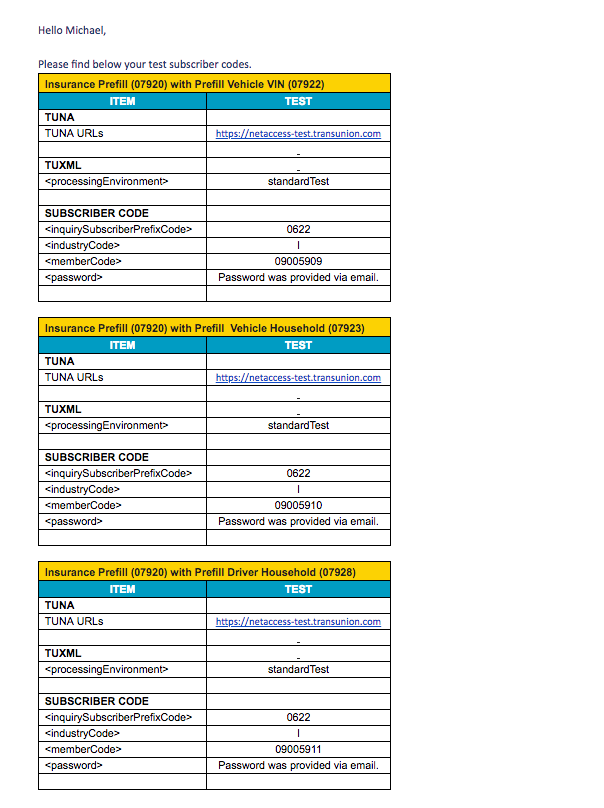 Hello Michael,
Please find below your test subscriber codes.
Insurance Prefill (07920) with Prefill Vehicle VIN (07922)
ITEM TEST
TUNA
TUNA URLs https://netaccess-test.transunion.com
-
TUXML -
<processingEnvironment> standardTest
SUBSCRIBER CODE
<inquirySubscriberPrefixCode> 0622
<industryCode> I
<memberCode> 09005909
<password> Password was provided via email.
Insurance Prefill (07920) with Prefill Vehicle Household (07923)
ITEM TEST
TUNA
TUNA URLs https://netaccess-test.transunion.com
-
TUXML -
<processingEnvironment> standardTest
SUBSCRIBER CODE
<inquirySubscriberPrefixCode> 0622
<industryCode> I
<memberCode> 09005910
<password> Password was provided via email.
Insurance Prefill (07920) with Prefill Driver Household (07928)
ITEM TEST
TUNA
TUNA URLs https://netaccess-test.transunion.com
-
TUXML -
<processingEnvironment> standardTest
SUBSCRIBER CODE
<inquirySubscriberPrefixCode> 0622
<industryCode> I
<memberCode> 09005911
<password> Password was provided via email.